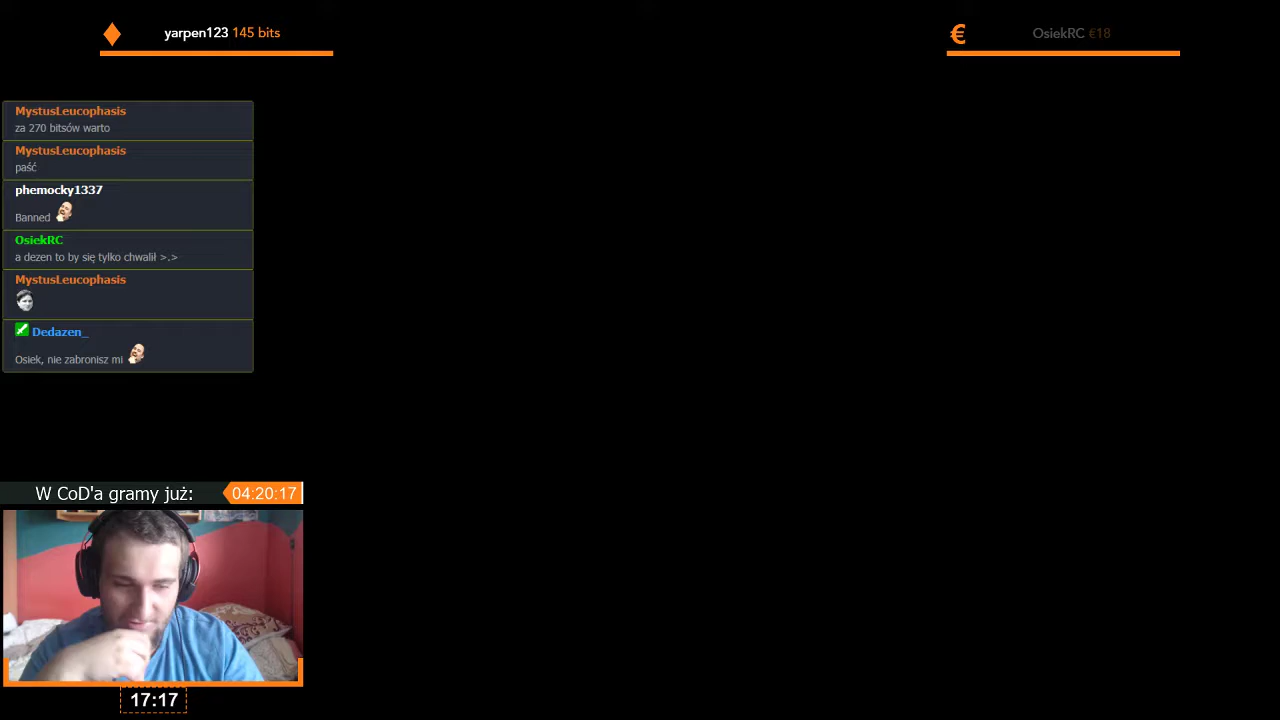 yarpen123 145 bits
€ OsiekRC €18
MystusLeucophasis
za 270 bitsów warto
MystusLeucophasis
paść
phemocky1337
Banned
OsiekRC
a dezen to by się tylko chwalił >.>
MystusLeucophasis
Dedazen_
Osiek, nie zabronisz mi
W CoD'a gramy już: 04:20:17
17:17